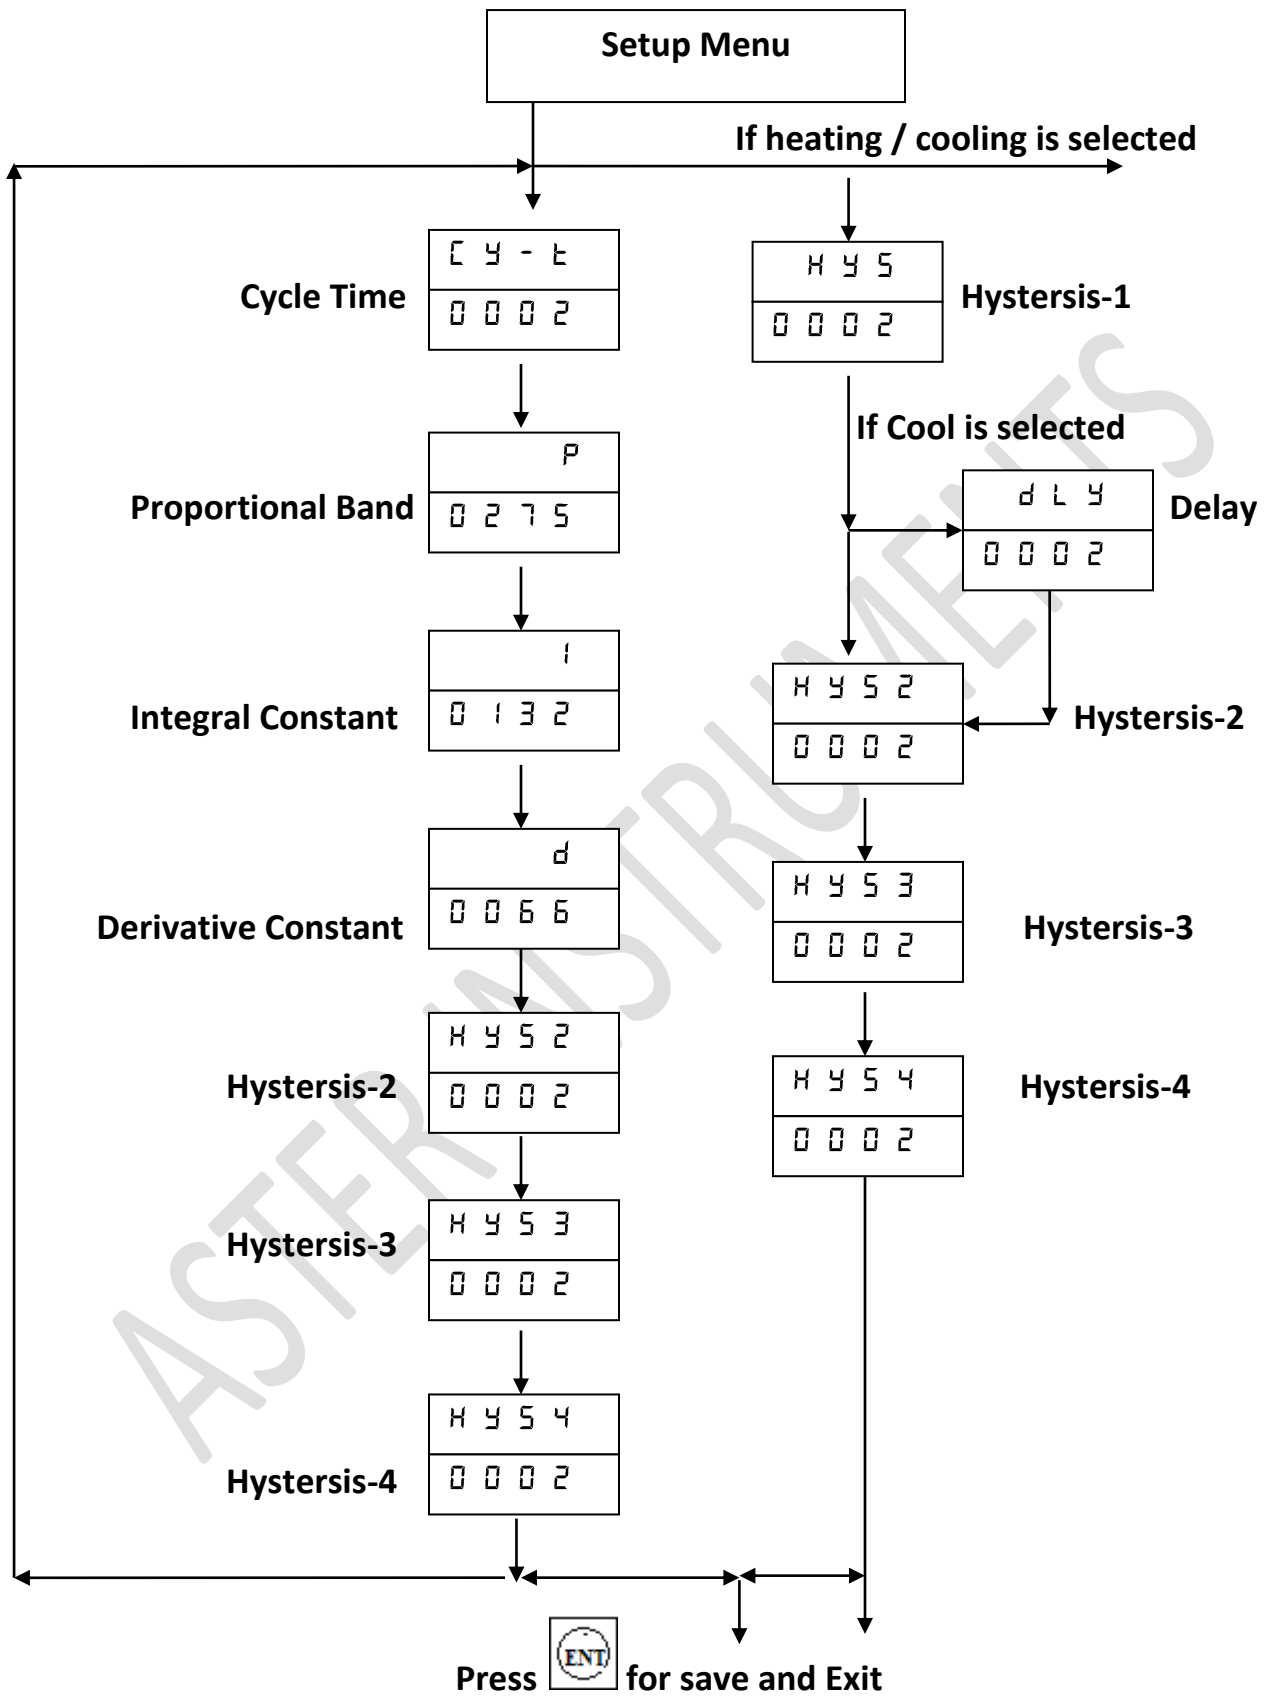 Setup Menu
If heating / cooling is selected
C y - t
Cycle Time
0 0 0 2
H Y S
Hystersis-1
0 0 0 2
If Cool is selected
P
Proportional Band
0 2 7 5
d L Y
Delay
0 0 0 2
I
Integral Constant
0 1 3 2
H Y S 2
Hystersis-2
0 0 0 2
d
Derivative Constant
0 0 6 6
H Y S 3
Hystersis-3
0 0 0 2
H Y S 2
Hystersis-2
0 0 0 2
H Y S 4
Hystersis-4
0 0 0 2
H Y S 3
Hystersis-3
0 0 0 2
H Y S 4
Hystersis-4
0 0 0 2
Press ENT for save and Exit
ASTER INSTRUMENTS